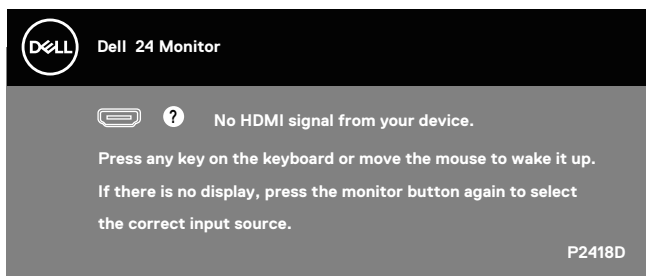 DELL
Dell 24 Monitor
? No HDMI signal from your device.
Press any key on the keyboard or move the mouse to wake it up.
If there is no display, press the monitor button again to select
the correct input source.
P2418D